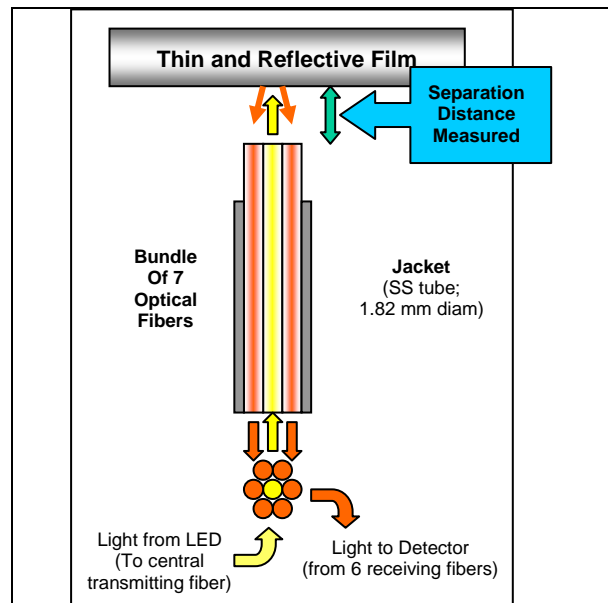 Thin and Reflective Film
Separation
Distance
Measured
Bundle
Of 7
Optical
Fibers
Jacket
(SS tube;
1.82 mm diam)
Light from LED
(To central
transmitting fiber)
Light to Detector
(from 6 receiving fibers)